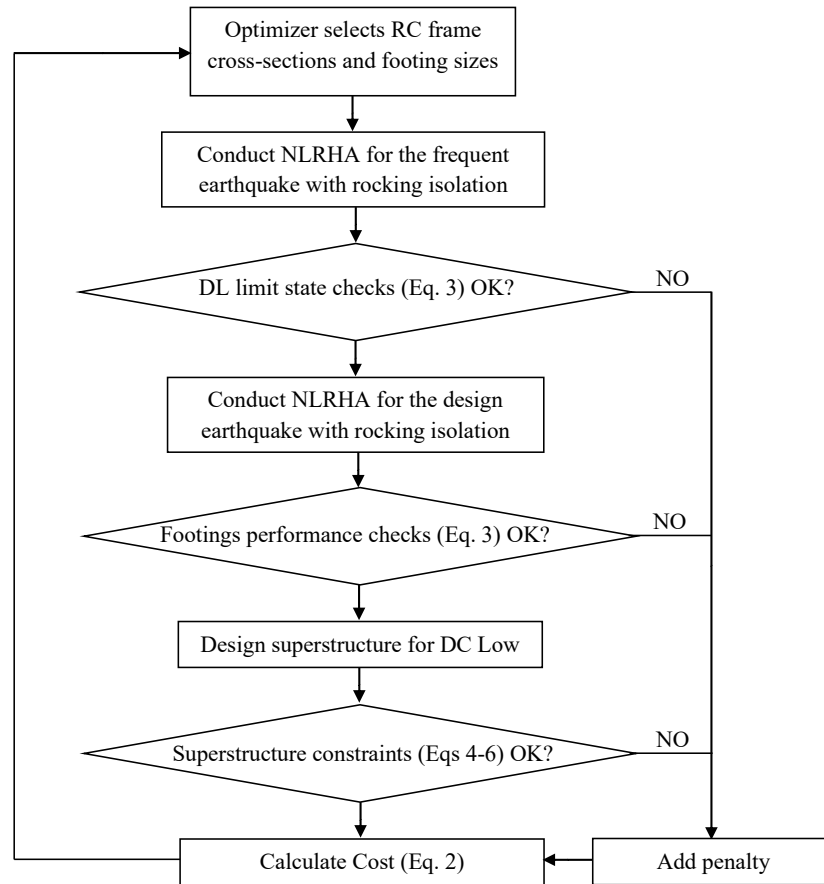 Optimizer selects RC frame
cross-sections and footing sizes
Conduct NLRHA for the frequent
earthquake with rocking isolation
DL limit state checks (Eq. 3) OK?
NO
Conduct NLRHA for the design
earthquake with rocking isolation
Footings performance checks (Eq. 3) OK?
NO
Design superstructure for DC Low
Superstructure constraints (Eqs 4-6) OK?
NO
Calculate Cost (Eq. 2)
Add penalty